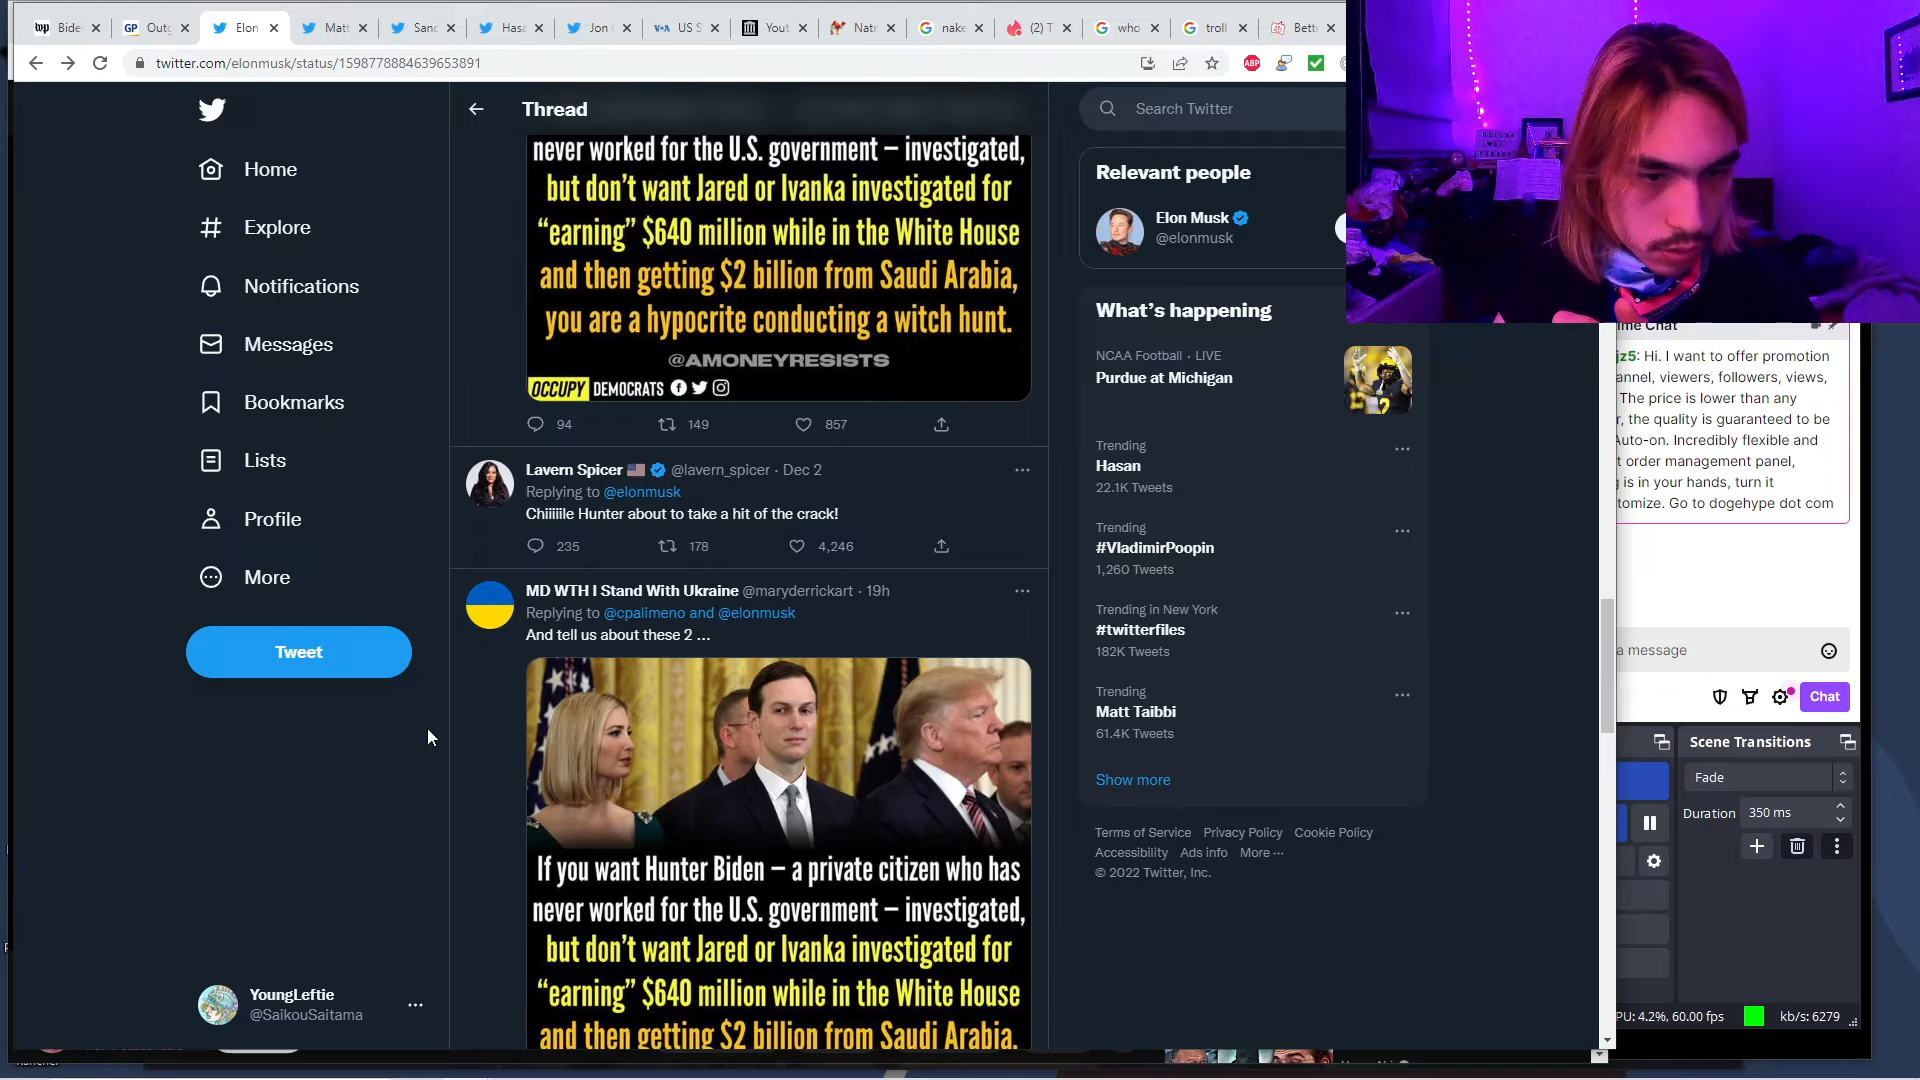 Bide
Outg
Elon
Matt
Sanc
Hasa
Jon
VOA US S
Yout
Natr
nake
(2) T
who
troll
Bett
twitter.com/elonmusk/status/1598778884639653891
ABP
Home
Explore
Notifications
Messages
Bookmarks
Lists
Profile
More
Tweet
YoungLeftie
@SaikouSaitama
Thread
never worked for the U.S. government – investigated,
but don't want Jared or Ivanka investigated for
“earning” $640 million while in the White House
and then getting $2 billion from Saudi Arabia,
you are a hypocrite conducting a witch hunt.
@AMONEYRESISTS
OCCUPY DEMOCRATS
94 149 857
Lavern Spicer @lavern_spicer · Dec 2
Replying to @elonmusk
Chiiiiile Hunter about to take a hit of the crack!
235 178 4,246
MD WTH I Stand With Ukraine @maryderrickart · 19h
Replying to @cpalimeno and @elonmusk
And tell us about these 2 ...
If you want Hunter Biden – a private citizen who has
never worked for the U.S. government – investigated,
but don't want Jared or Ivanka investigated for
“earning” $640 million while in the White House
and then getting $2 billion from Saudi Arabia,
Search Twitter
Relevant people
Elon Musk
@elonmusk
What’s happening
NCAA Football · LIVE
Purdue at Michigan
Trending
Hasan
22.1K Tweets
Trending
#VladimirPoopin
1,260 Tweets
Trending in New York
#twitterfiles
182K Tweets
Trending
Matt Taibbi
61.4K Tweets
Show more
Terms of Service Privacy Policy Cookie Policy
Accessibility Ads info More ···
© 2022 Twitter, Inc.
me Chat
jz5: Hi. I want to offer promotion
annel, viewers, followers, views,
The price is lower than any
r, the quality is guaranteed to be
Auto-on. Incredibly flexible and
t order management panel,
is in your hands, turn it
tomize. Go to dogehype dot com
a message
Chat
Scene Transitions
Fade
Duration 350 ms
PU: 4.2%, 60.00 fps kb/s: 6279